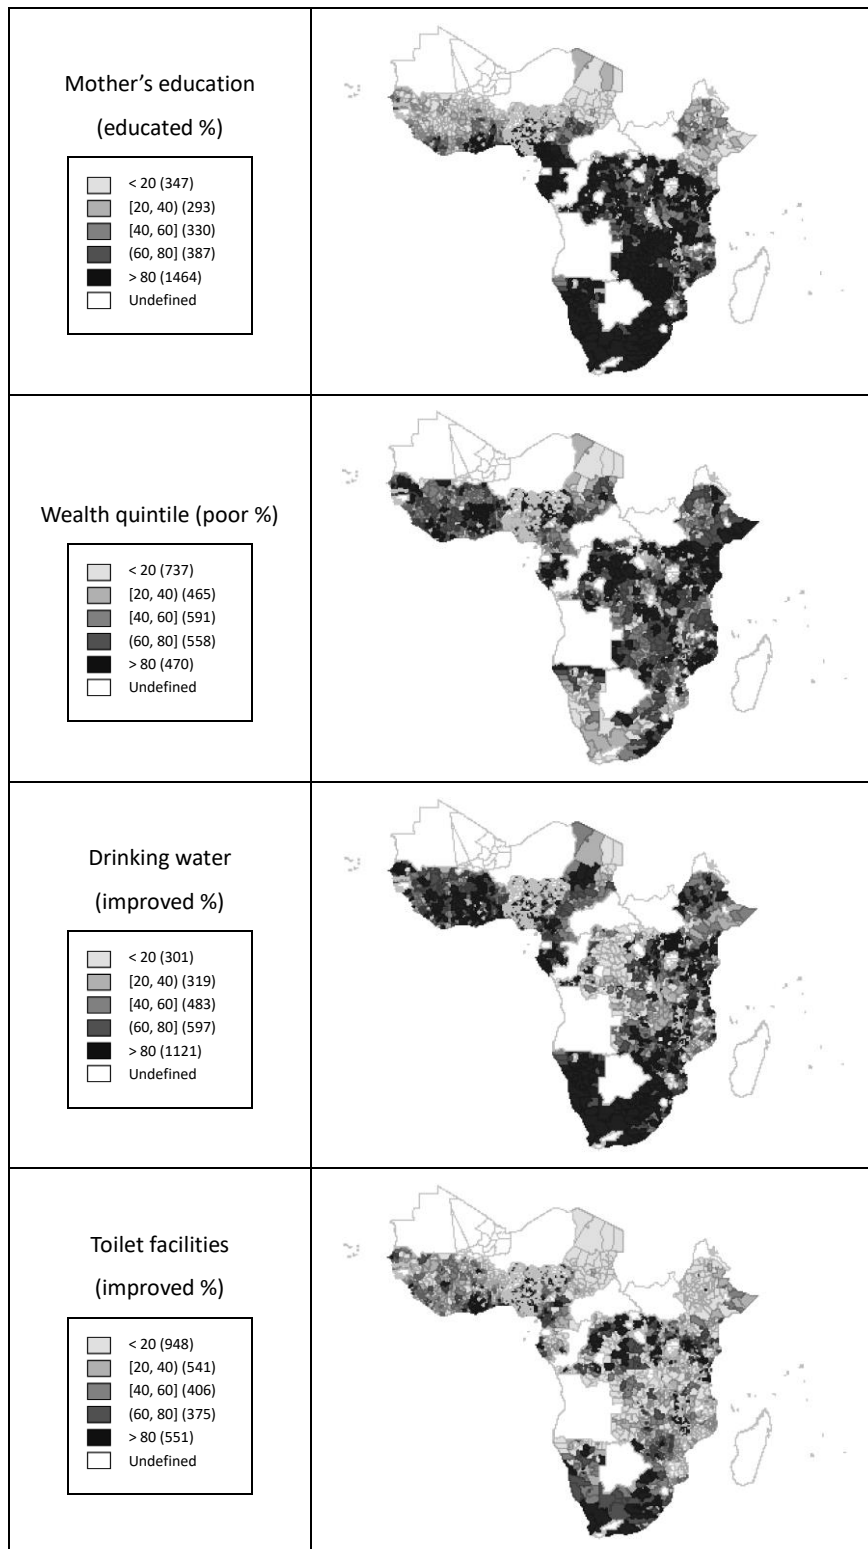 Mother’s education
(educated %)
< 20 (347)
[20, 40) (293)
[40, 60] (330)
(60, 80] (387)
> 80 (1464)
Undefined
Wealth quintile (poor %)
< 20 (737)
[20, 40) (465)
[40, 60] (591)
(60, 80] (558)
> 80 (470)
Undefined
Drinking water
(improved %)
< 20 (301)
[20, 40) (319)
[40, 60] (483)
(60, 80] (597)
> 80 (1121)
Undefined
Toilet facilities
(improved %)
< 20 (948)
[20, 40) (541)
[40, 60] (406)
(60, 80] (375)
> 80 (551)
Undefined